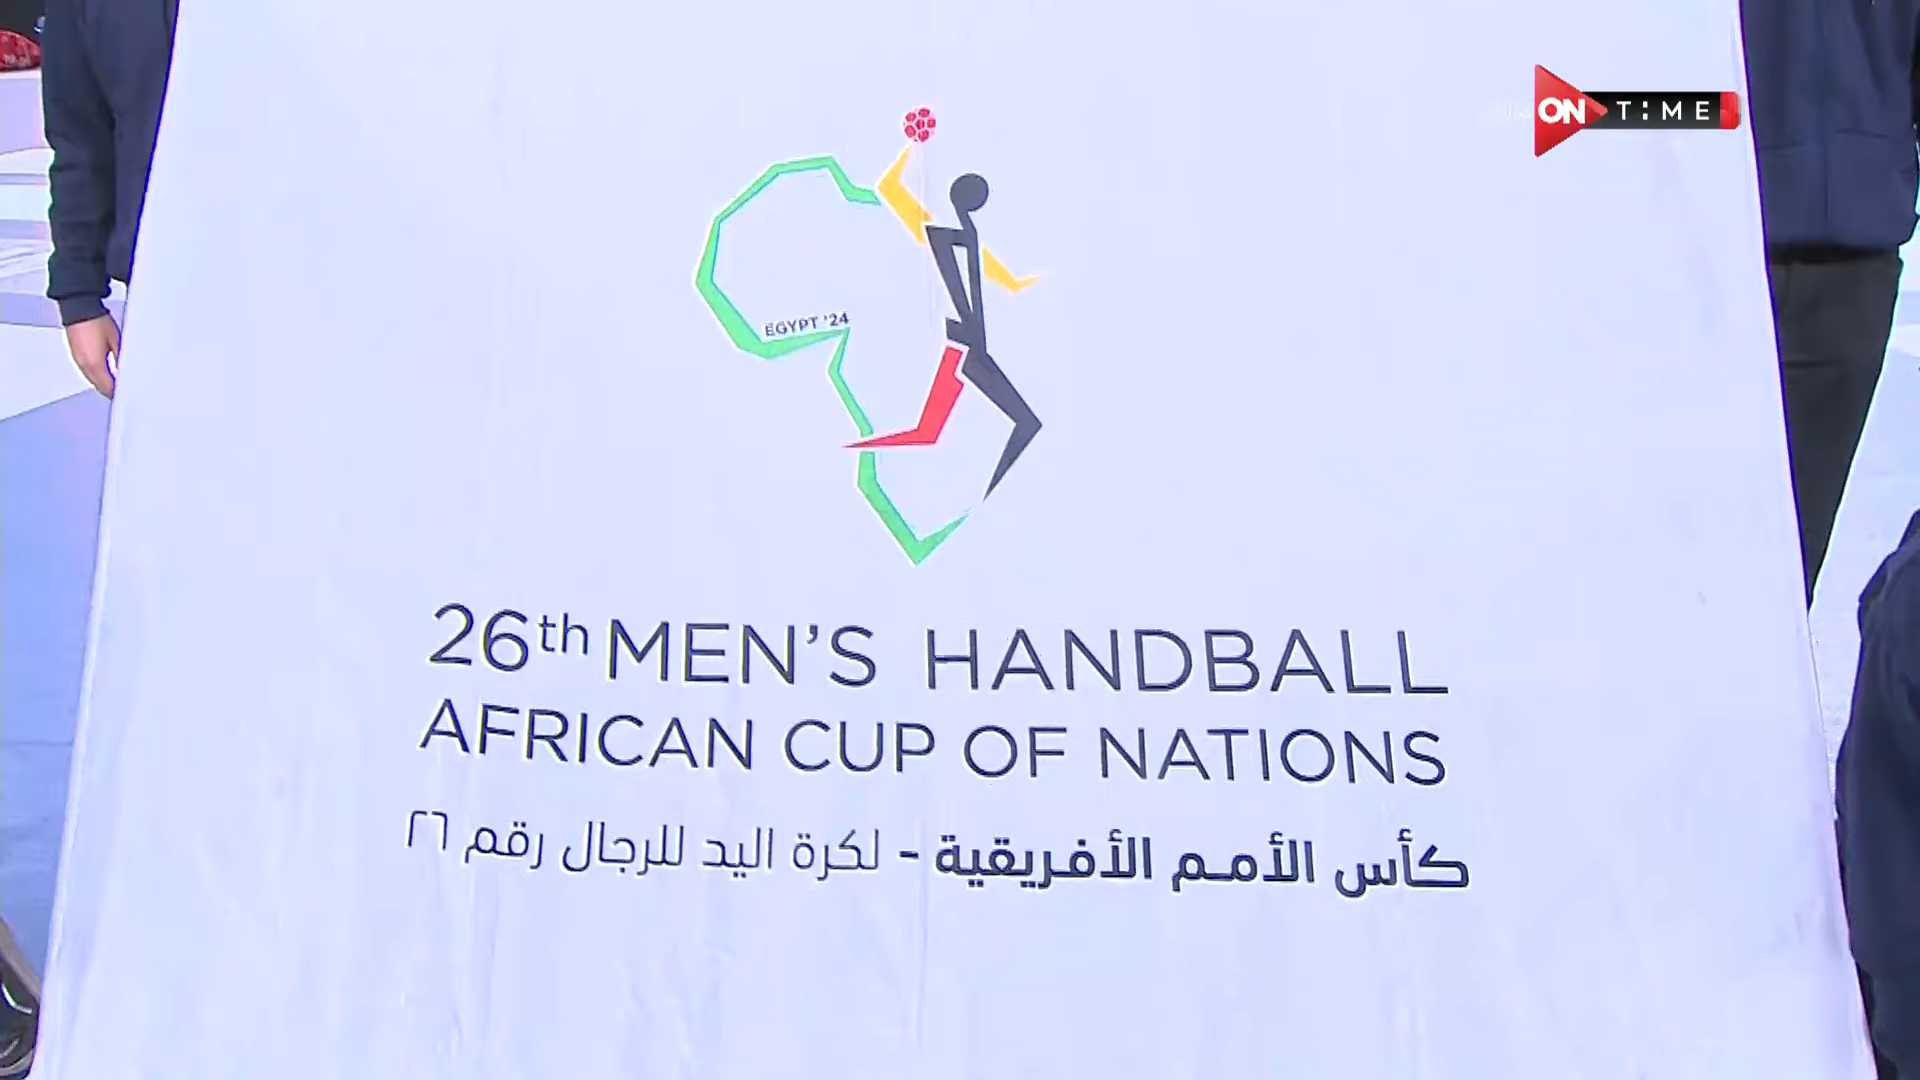 ON TIME
EGYPT '24
26th MEN'S HANDBALL
AFRICAN CUP OF NATIONS
كأس الأمم الأفريقية - لكرة اليد للرجال رقم ٢٦